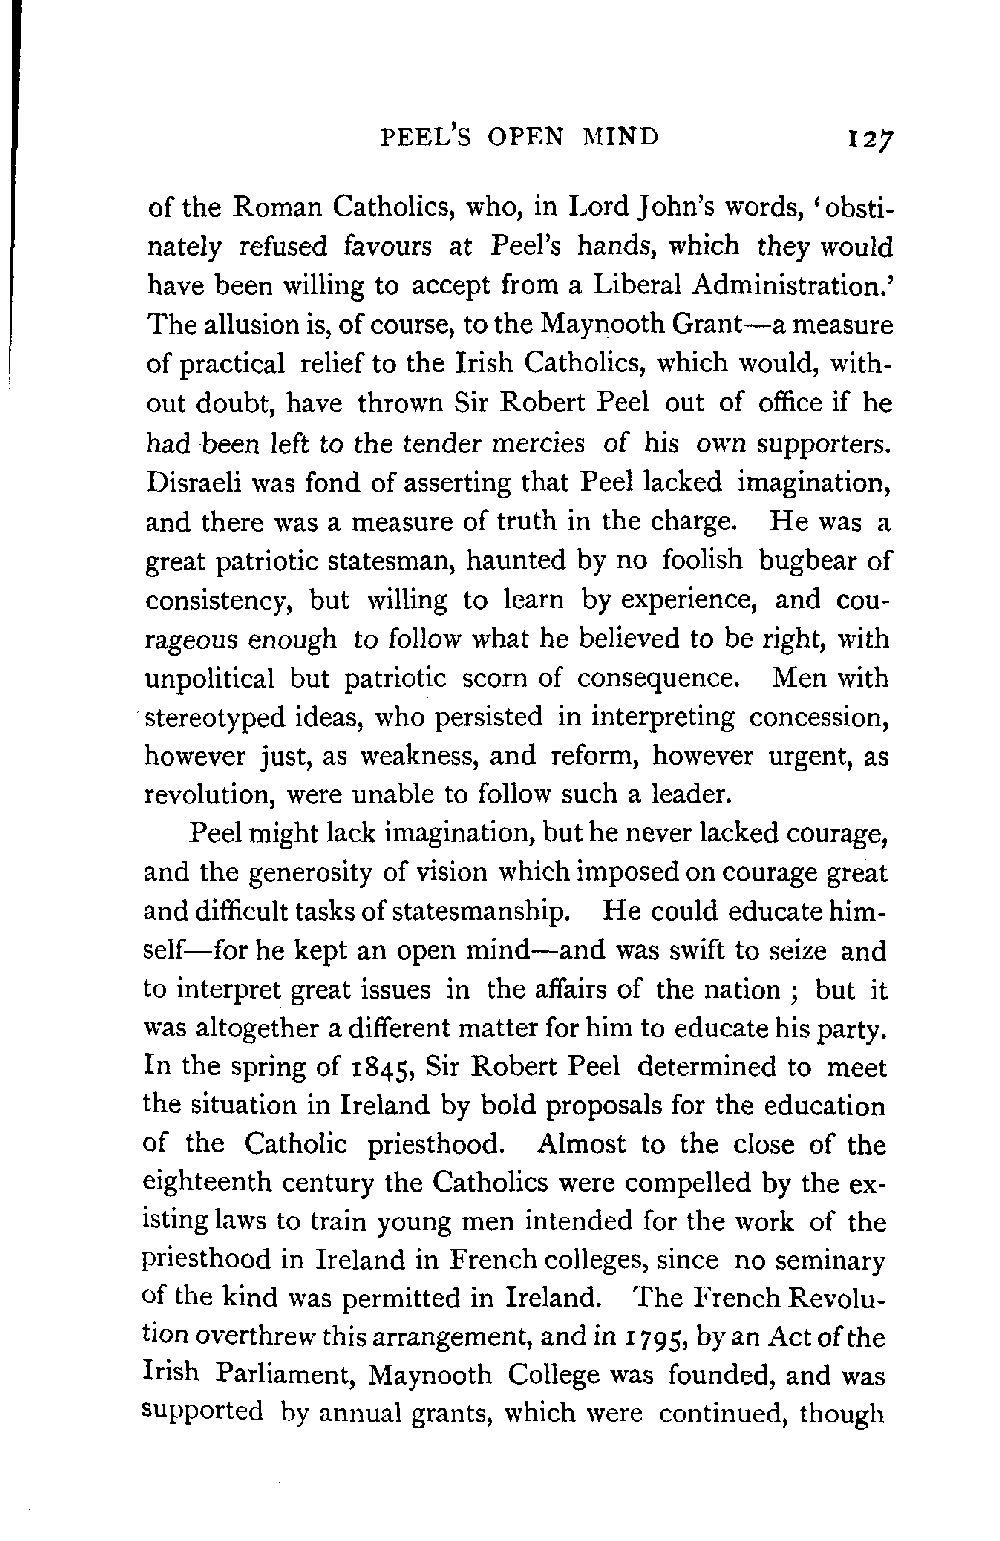 PEEL'S OPEN MIND 127
of the Roman Catholics, who, in Lord John's words, 'obsti-
nately refused favours at Peel's hands, which they would
have been willing to accept from a Liberal Administration.'
The allusion is, of course, to the Maynooth Grant—a measure
of practical relief to the Irish Catholics, which would, with-
out doubt, have thrown Sir Robert Peel out of office if he
had been left to the tender mercies of his own supporters.
Disraeli was fond of asserting that Peel lacked imagination,
and there was a measure of truth in the charge. He was a
great patriotic statesman, haunted by no foolish bugbear of
consistency, but willing to learn by experience, and cou-
rageous enough to follow what he believed to be right, with
unpolitical but patriotic scorn of consequence. Men with
stereotyped ideas, who persisted in interpreting concession,
however just, as weakness, and reform, however urgent, as
revolution, were unable to follow such a leader.
Peel might lack imagination, but he never lacked courage,
and the generosity of vision which imposed on courage great
and difficult tasks of statesmanship. He could educate him-
self—for he kept an open mind—and was swift to seize and
to interpret great issues in the affairs of the nation ; but it
was altogether a different matter for him to educate his party.
In the spring of 1845, Sir Robert Peel determined to meet
the situation in Ireland by bold proposals for the education
of the Catholic priesthood. Almost to the close of the
eighteenth century the Catholics were compelled by the ex-
isting laws to train young men intended for the work of the
priesthood in Ireland in French colleges, since no seminary
of the kind was permitted in Ireland. The French Revolu-
tion overthrew this arrangement, and in 1795, by an Act of the
Irish Parliament, Maynooth College was founded, and was
supported by annual grants, which were continued, though